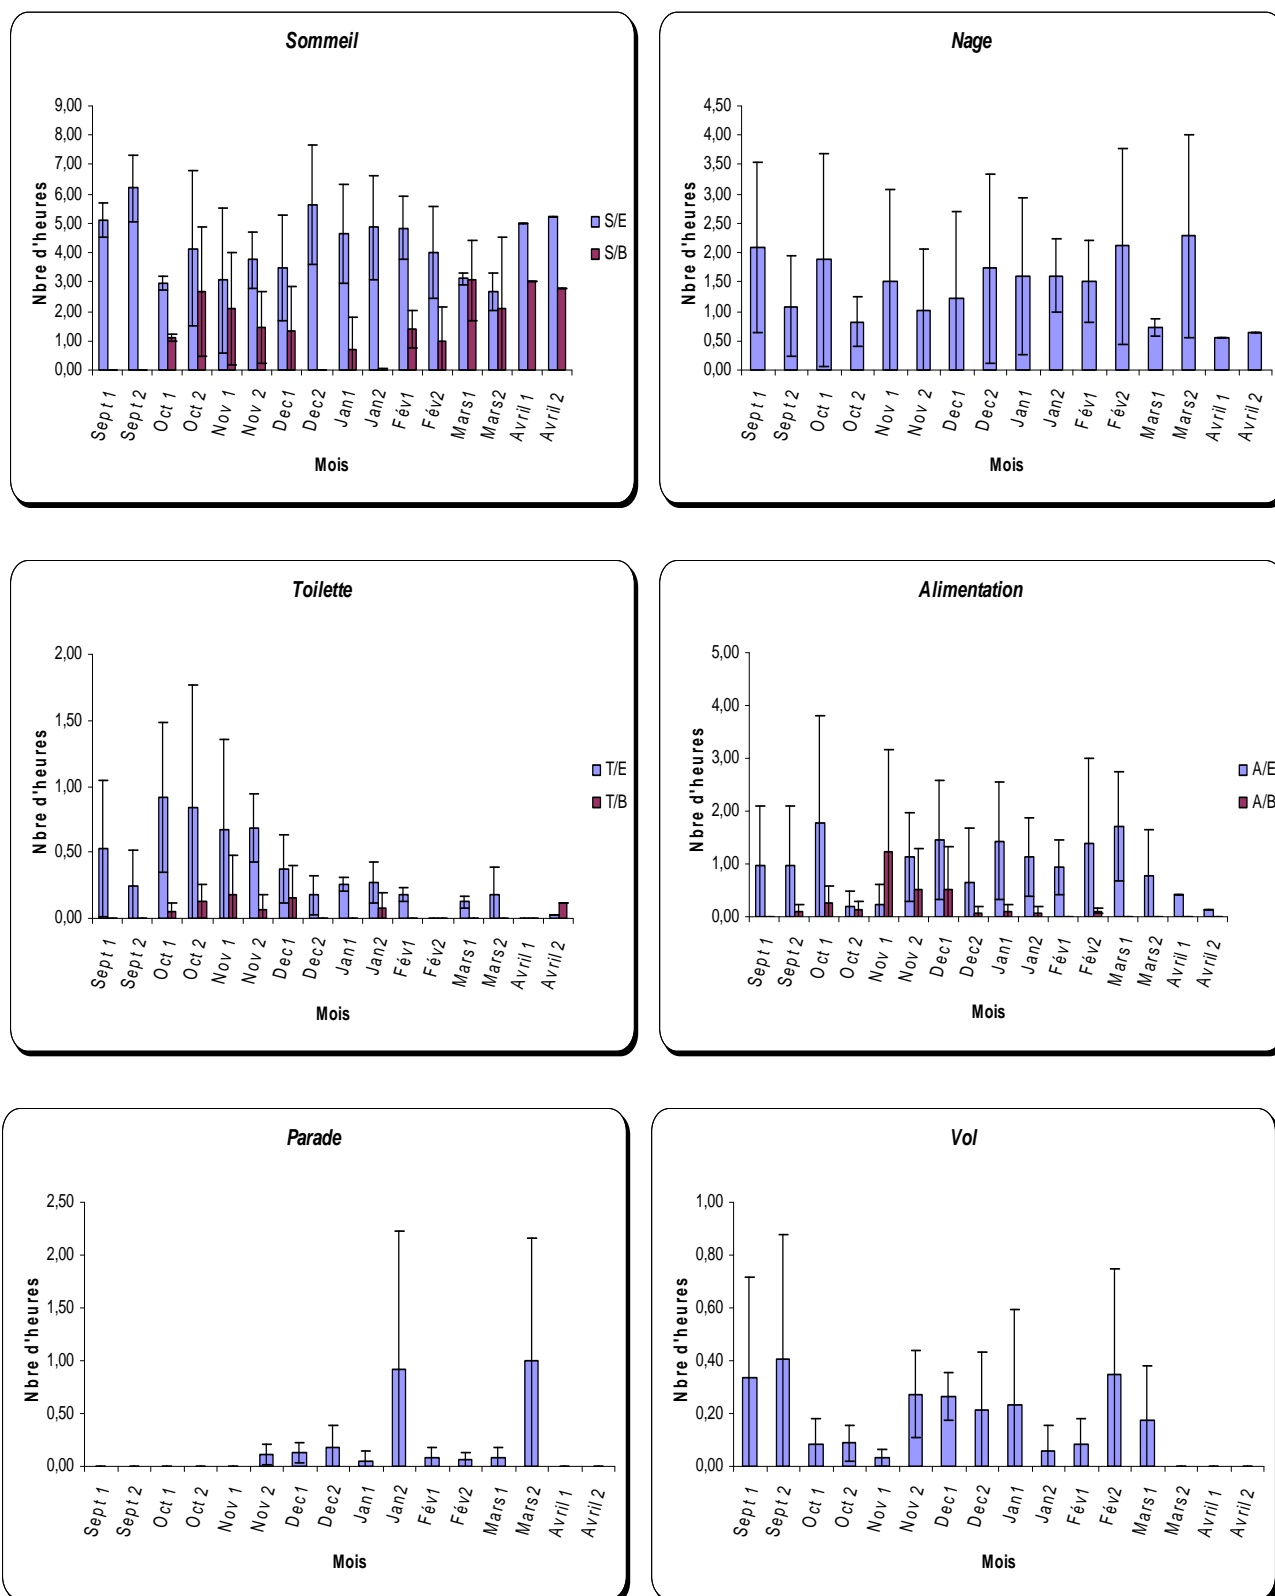 Sommeil
9,00
8,00
7,00
6,00
5,00
4,00
3,00
2,00
1,00
0,00
Nbre d'heures
Sept 1
Sept 2
Oct 1
Oct 2
Nov 1
Nov 2
Dec1
Dec2
Jan1
Jan2
Fév1
Fév2
Mars1
Mars2
Avril 1
Avril 2
Mois
S/E
S/B
Nage
4,50
4,00
3,50
3,00
2,50
2,00
1,50
1,00
0,50
0,00
Nbre d'heures
Sept 1
Sept 2
Oct 1
Oct 2
Nov 1
Nov 2
Dec1
Dec2
Jan1
Jan2
Fév1
Fév2
Mars1
Mars2
Avril 1
Avril 2
Mois
Toilette
2,00
1,50
1,00
0,50
0,00
Nbre d'heures
Sept 1
Sept 2
Oct 1
Oct 2
Nov 1
Nov 2
Dec1
Dec2
Jan1
Jan2
Fév1
Fév2
Mars1
Mars2
Avril 1
Avril 2
Mois
T/E
T/B
Alimentation
5,00
4,00
3,00
2,00
1,00
0,00
Nbre d'heures
Sept 1
Sept 2
Oct 1
Oct 2
Nov 1
Nov 2
Dec1
Dec2
Jan1
Jan2
Fév1
Fév2
Mars1
Mars2
Avril 1
Avril 2
Mois
A/E
A/B
Parade
2,50
2,00
1,50
1,00
0,50
0,00
Nbre d'heures
Sept 1
Sept 2
Oct 1
Oct 2
Nov 1
Nov 2
Dec1
Dec2
Jan1
Jan2
Fév1
Fév2
Mars1
Mars2
Avril 1
Avril 2
Mois
Vol
1,00
0,80
0,60
0,40
0,20
0,00
Nbre d'heures
Sept 1
Sept 2
Oct 1
Oct 2
Nov 1
Nov 2
Dec1
Dec2
Jan1
Jan2
Fév1
Fév2
Mars1
Mars2
Avril 1
Avril 2
Mois